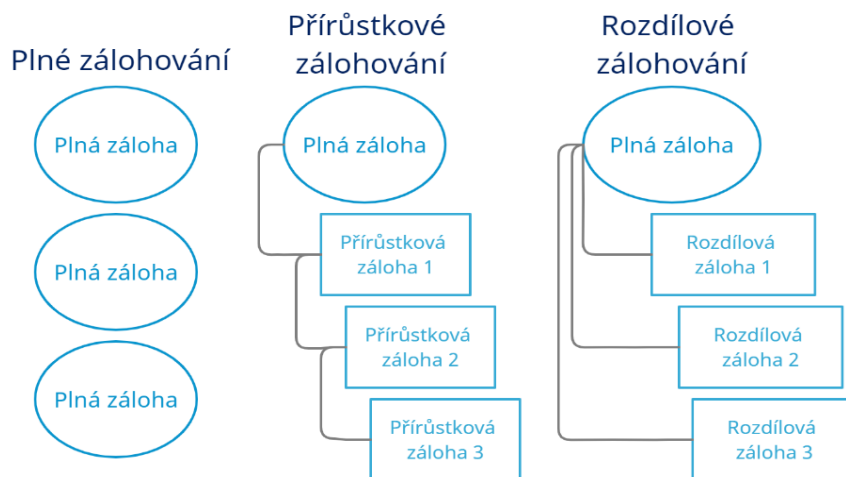 Plné zálohování
Plná záloha
Plná záloha
Plná záloha
Přírůstkové
zálohování
Plná záloha
Přírůstková
záloha 1
Přírůstková
záloha 2
Přírůstková
záloha 3
Rozdílové
zálohování
Plná záloha
Rozdílová
záloha 1
Rozdílová
záloha 2
Rozdílová
záloha 3